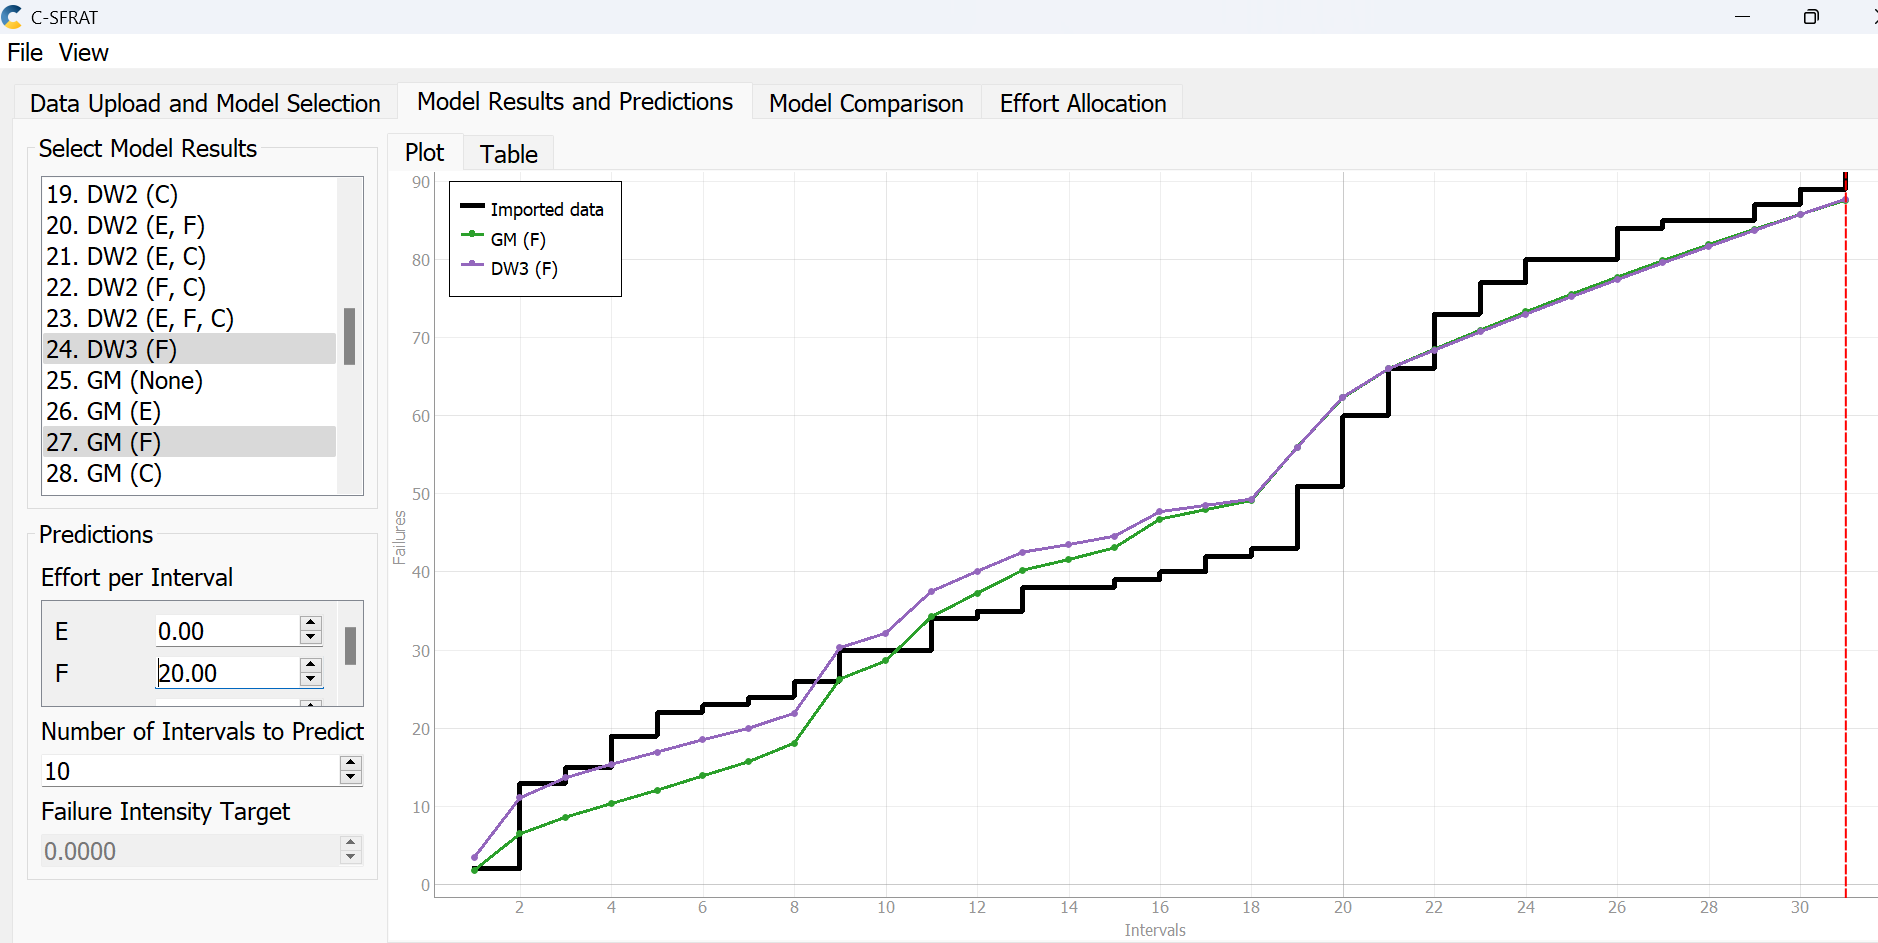 C-SFRAT
File View
Data Upload and Model Selection
Model Results and Predictions
Model Comparison
Effort Allocation
Select Model Results
19. DW2 (C)
20. DW2 (E, F)
21. DW2 (E, C)
22. DW2 (F, C)
23. DW2 (E, F, C)
24. DW3 (F)
25. GM (None)
26. GM (E)
27. GM (F)
28. GM (C)
Predictions
Effort per Interval
E 0.00
F 20.00
Number of Intervals to Predict
10
Failure Intensity Target
0.0000
Plot
Table
90
80
70
60
50
40
30
20
10
0
Failures
Imported data
GM (F)
DW3 (F)
2 4 6 8 10 12 14 16 18 20 22 24 26 28 30
Intervals